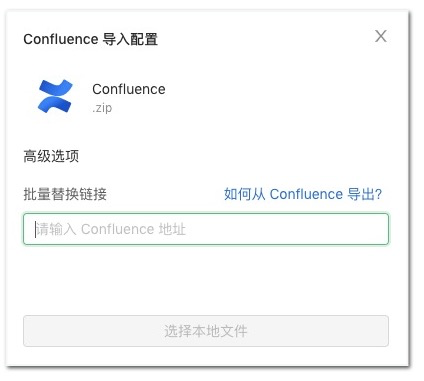 Confluence 导入配置
Confluence
.zip
高级选项
批量替换链接 如何从 Confluence 导出?
请输入 Confluence 地址
选择本地文件